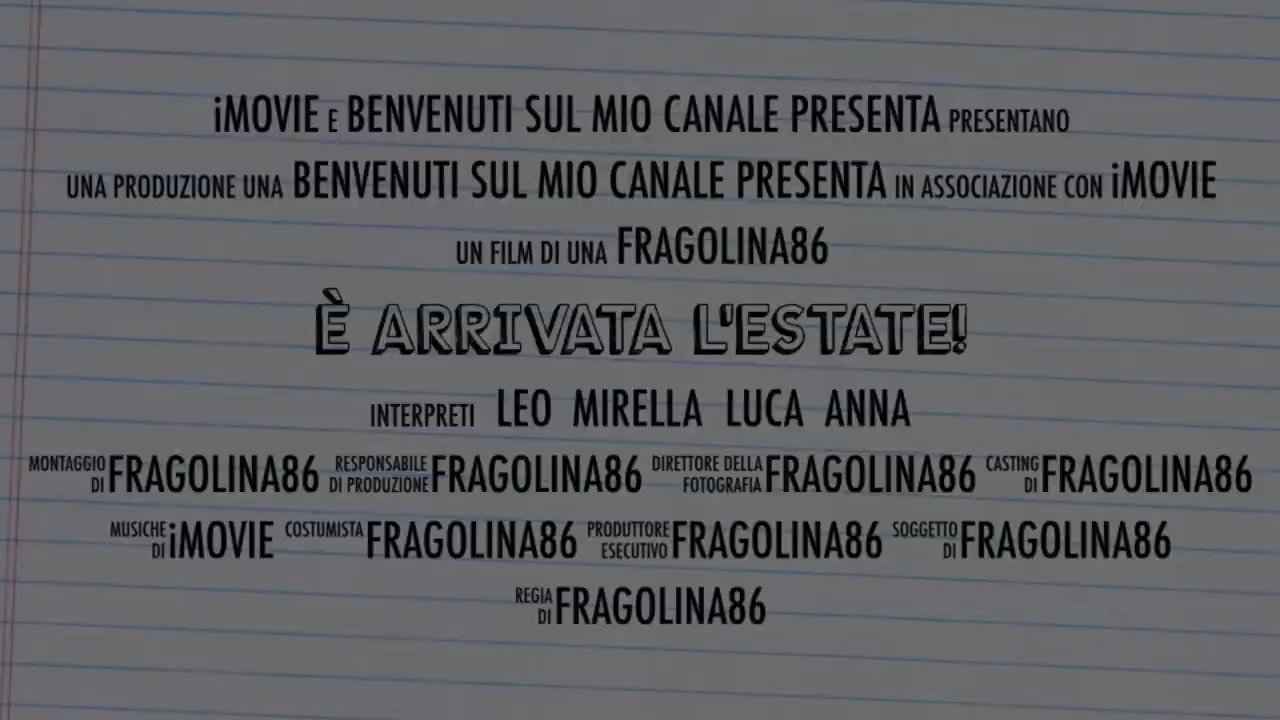 iMOVIE E BENVENUTI SUL MIO CANALE PRESENTA PRESENTANO
UNA PRODUZIONE UNA BENVENUTI SUL MIO CANALE PRESENTA IN ASSOCIAZIONE CON iMOVIE
UN FILM DI UNA FRAGOLINA86
È ARRIVATA L'ESTATE!
INTERPRETI LEO MIRELLA LUCA ANNA
MONTAGGIO DI FRAGOLINA86 RESPONSABILE DI PRODUZIONE FRAGOLINA86 DIRETTORE DELLA FOTOGRAFIA FRAGOLINA86 CASTING DI FRAGOLINA86
MUSICHE DI iMOVIE COSTUMISTA FRAGOLINA86 PRODUTTORE ESECUTIVO FRAGOLINA86 SOGGETTO DI FRAGOLINA86
REGIA DI FRAGOLINA86